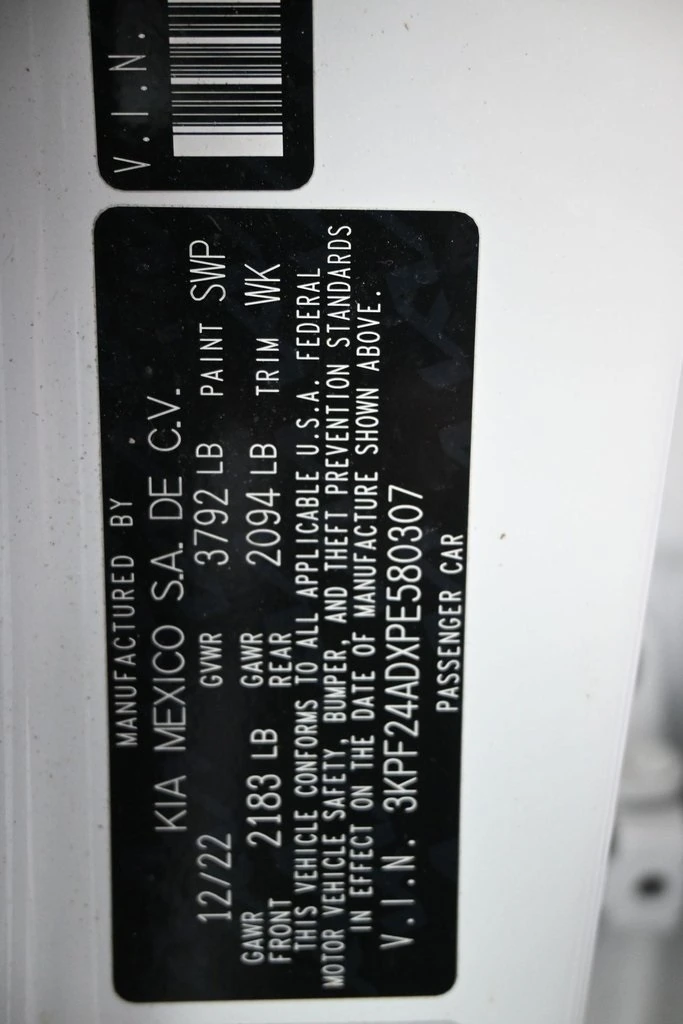 V.I.N.
MANUFACTURED BY
KIA MEXICO S.A. DE C.V.
12/22 GVWR 3792 LB PAINT SWP
GAWR FRONT 2183 LB GAWR REAR 2094 LB TRIM WK
THIS VEHICLE CONFORMS TO ALL APPLICABLE U.S.A. FEDERAL
MOTOR VEHICLE SAFETY, BUMPER, AND THEFT PREVENTION STANDARDS
IN EFFECT ON THE DATE OF MANUFACTURE SHOWN ABOVE.
V.I.N. 3KPF24ADXPE580307
PASSENGER CAR